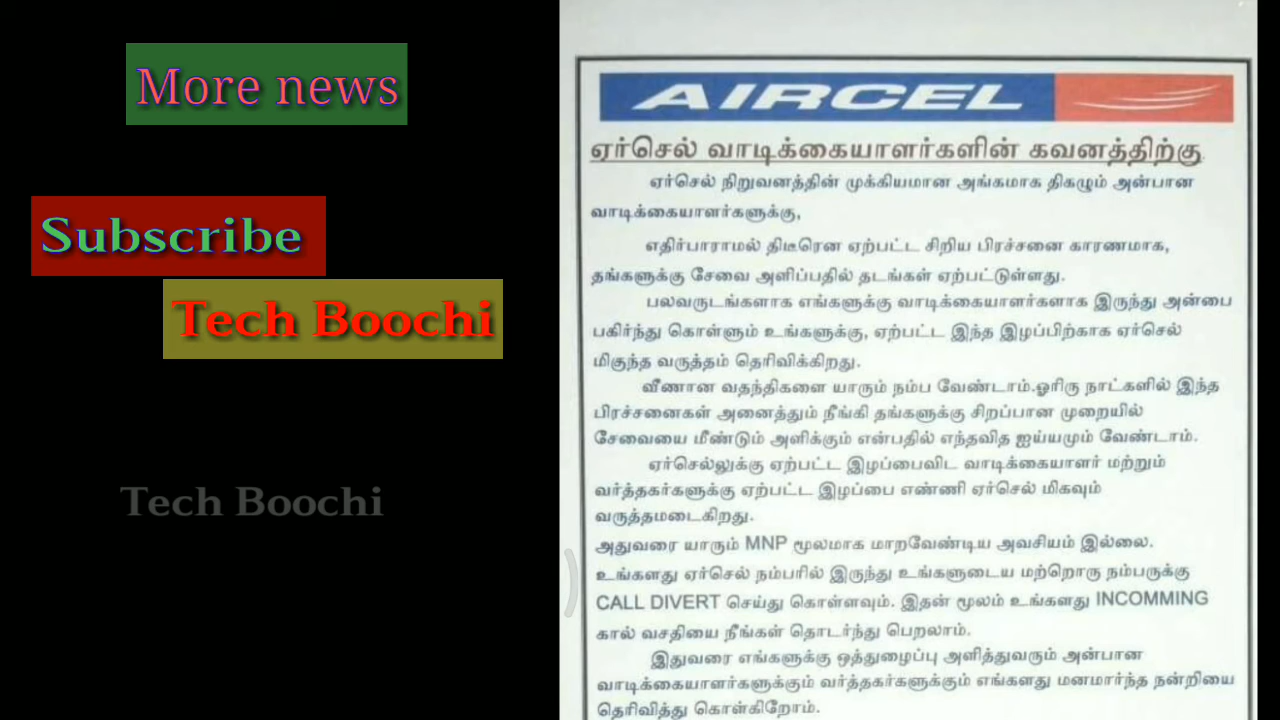 More news
Subscribe
Tech Boochi
Tech Boochi
AIRCEL
ஏர்செல் வாடிக்கையாளர்களின் கவனத்திற்கு
ஏர்செல் நிறுவனத்தின் முக்கியமான அங்கமாக திகழும் அன்பான
வாடிக்கையாளர்களுக்கு,
எதிர்பாராமல் திடீரென ஏற்பட்ட சிறிய பிரச்சனை காரணமாக,
தங்களுக்கு சேவை அளிப்பதில் தடங்கள் ஏற்பட்டுள்ளது.
பலவருடங்களாக எங்களுக்கு வாடிக்கையாளர்களாக இருந்து அன்பை
பகிர்ந்து கொள்ளும் உங்களுக்கு, ஏற்பட்ட இந்த இழப்பிற்காக ஏர்செல்
மிகுந்த வருத்தம் தெரிவிக்கிறது.
வீணான வதந்திகளை யாரும் நம்ப வேண்டாம்.ஓரிரு நாட்களில் இந்த
பிரச்சனைகள் அனைத்தும் நீங்கி தங்களுக்கு சிறப்பான முறையில்
சேவையை மீண்டும் அளிக்கும் என்பதில் எந்தவித ஐய்யமும் வேண்டாம்.
ஏர்செல்லுக்கு ஏற்பட்ட இழப்பைவிட வாடிக்கையாளர் மற்றும்
வர்த்தகர்களுக்கு ஏற்பட்ட இழப்பை எண்ணி ஏர்செல் மிகவும்
வருத்தமடைகிறது.
அதுவரை யாரும் MNP மூலமாக மாறவேண்டிய அவசியம் இல்லை.
உங்களது ஏர்செல் நம்பரில் இருந்து உங்களுடைய மற்றொரு நம்பருக்கு
CALL DIVERT செய்து கொள்ளவும். இதன் மூலம் உங்களது INCOMMING
கால் வசதியை நீங்கள் தொடர்ந்து பெறலாம்.
இதுவரை எங்களுக்கு ஒத்துழைப்பு அளித்துவரும் அன்பான
வாடிக்கையாளர்களுக்கும் வர்த்தகர்களுக்கும் எங்களது மனமார்ந்த நன்றியை
தெரிவித்து கொள்கிறோம்.